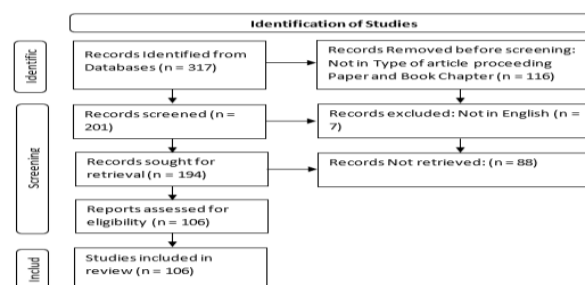 Identification of Studies
Identific
Records Identified from
Databases (n = 317)
Records Removed before screening:
Not in Type of article proceeding
Paper and Book Chapter (n = 116)
Screening
Records screened (n =
201)
Records excluded: Not in English (n =
7)
Records sought for
retrieval (n = 194)
Records Not retrieved: (n = 88)
Reports assessed for
eligibility (n = 106)
Includ
Studies included in
review (n = 106)